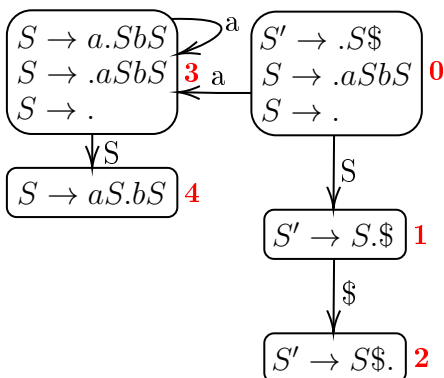 S → a.SbS
S → .aSbS
S → .
3
a
a
S' → .S$
S → .aSbS
S → .
0
S
S → aS.bS
4
S
S' → S.$
1
$
S' → S$.
2